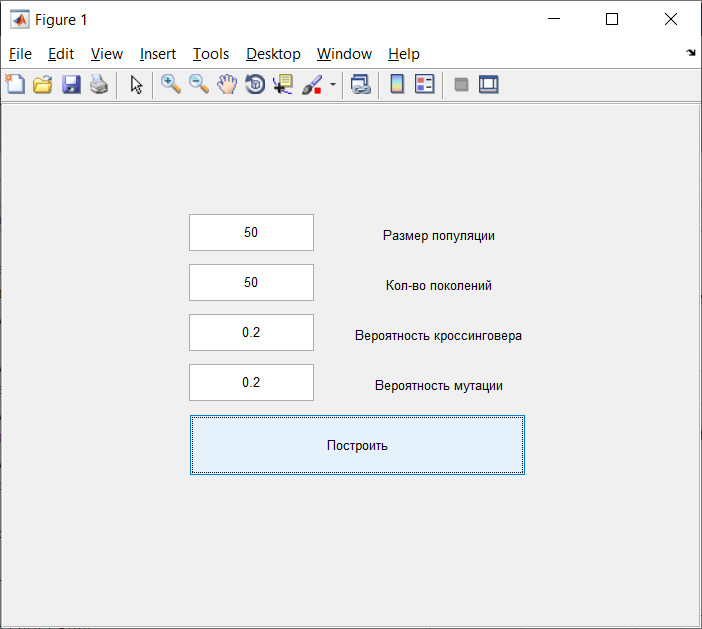 Figure 1
File Edit View Insert Tools Desktop Window Help
50 Размер популяции
50 Кол-во поколений
0.2 Вероятность кроссинговера
0.2 Вероятность мутации
Построить